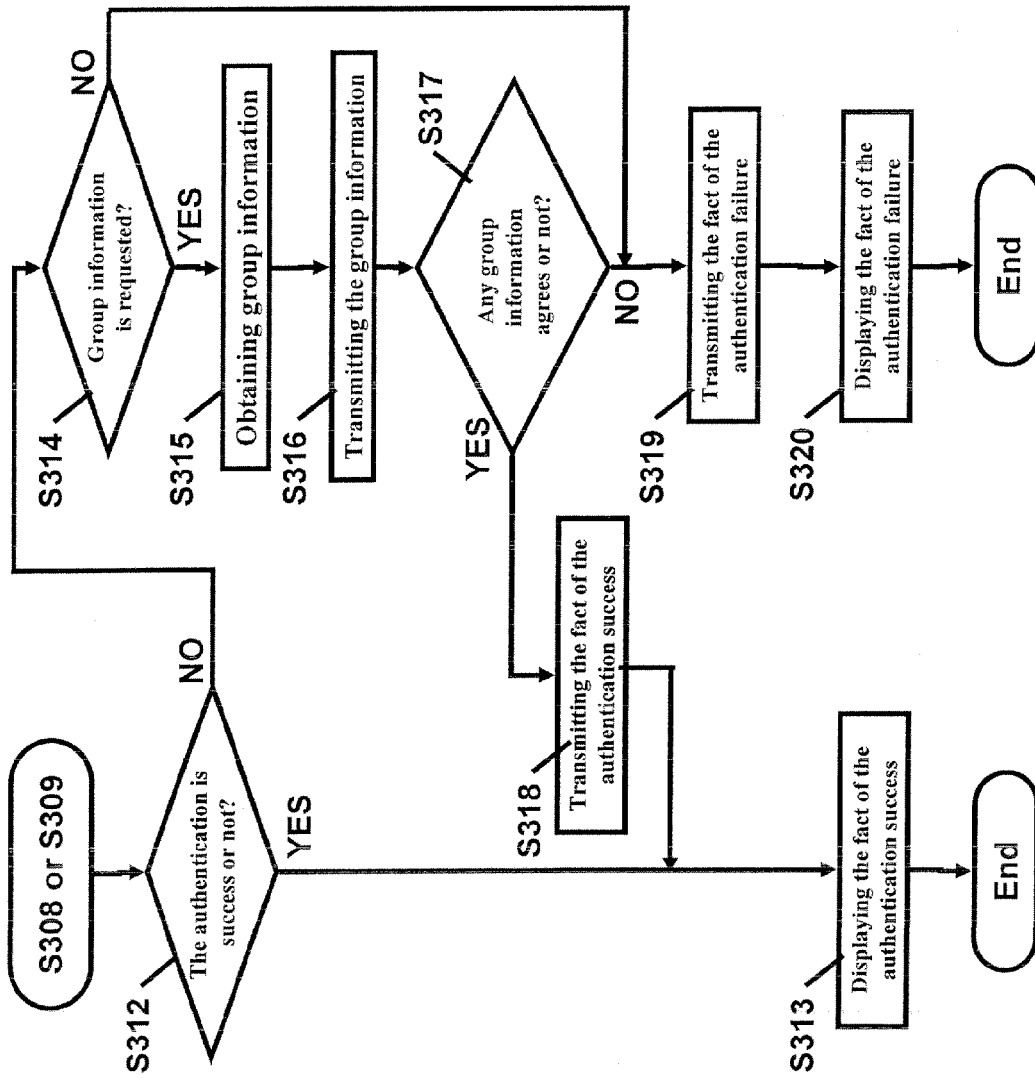 S308 or S309
S312
The authentication is
success or not?
NO
YES
S314
Group information
is requested?
NO
YES
S315
Obtaining group information
S316
Transmitting the group information
S317
Any group
information
agrees or not?
YES
NO
S318
Transmitting the fact of the
authentication success
S313
Displaying the fact of the
authentication success
End
S319
Transmitting the fact of the
authentication failure
S320
Displaying the fact of the
authentication failure
End